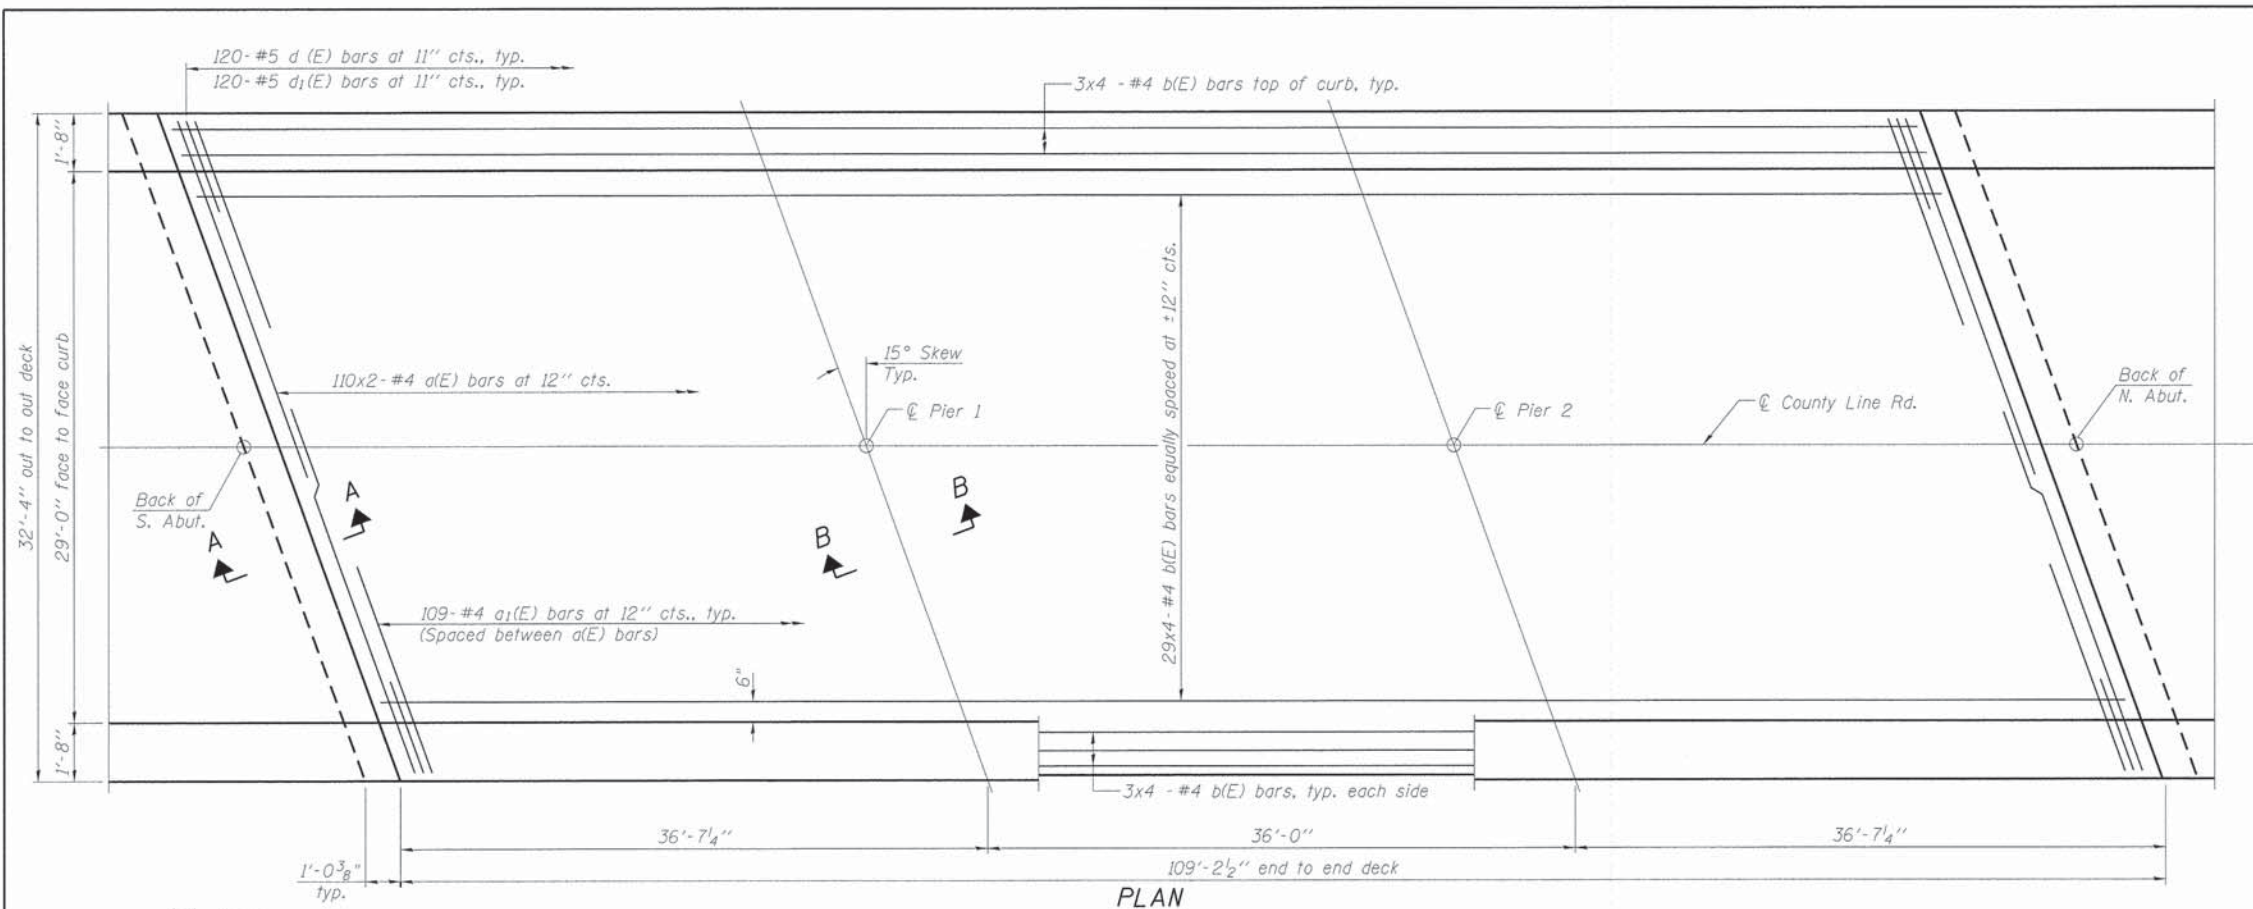 120-#5 d (E) bars at 11'' cts., typ.
120-#5 d1(E) bars at 11'' cts., typ.
3x4 -#4 b(E) bars top of curb, typ.
1'-8''
32'-4'' out to out deck
29'-0'' face to face curb
1'-8''
110x2-#4 a(E) bars at 12'' cts.
15° Skew
Typ.
℄ Pier 1
℄ Pier 2
℄ County Line Rd.
Back of
N. Abut.
29x4-#4 b(E) bars equally spaced at ±12'' cts.
Back of
S. Abut.
A
A
B
B
109-#4 a1(E) bars at 12'' cts., typ.
(Spaced between a(E) bars)
6"
3x4 -#4 b(E) bars, typ. each side
36'-7¼''
36'-0''
36'-7¼''
1'-0⅜"
typ.
109'-2½'' end to end deck
PLAN